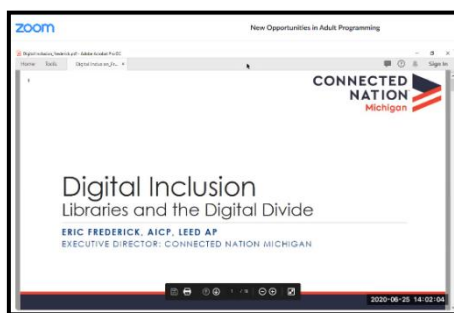 zoom
New Opportunities in Adult Programming
Home Tools
Sign In
CONNECTED
NATION
Michigan
Digital Inclusion
Libraries and the Digital Divide
ERIC FREDERICK, AICP, LEED AP
EXECUTIVE DIRECTOR: CONNECTED NATION MICHIGAN
2020-06-25 14:02:04